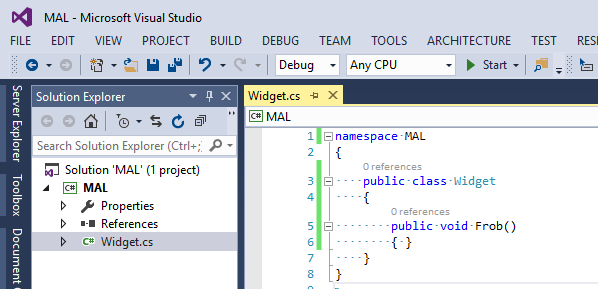 MAL - Microsoft Visual Studio
FILE EDIT VIEW PROJECT BUILD DEBUG TEAM TOOLS ARCHITECTURE TEST
Debug Any CPU Start
Server Explorer
Toolbox
Solution Explorer
Search Solution Explorer (Ctrl+;)
Solution 'MAL' (1 project)
C# MAL
Properties
References
C# Widget.cs
Widget.cs
C# MAL
1 namespace MAL
2 {
0 references
3 public class Widget
4 {
0 references
5 public void Frob()
6 { }
7 }
8 }